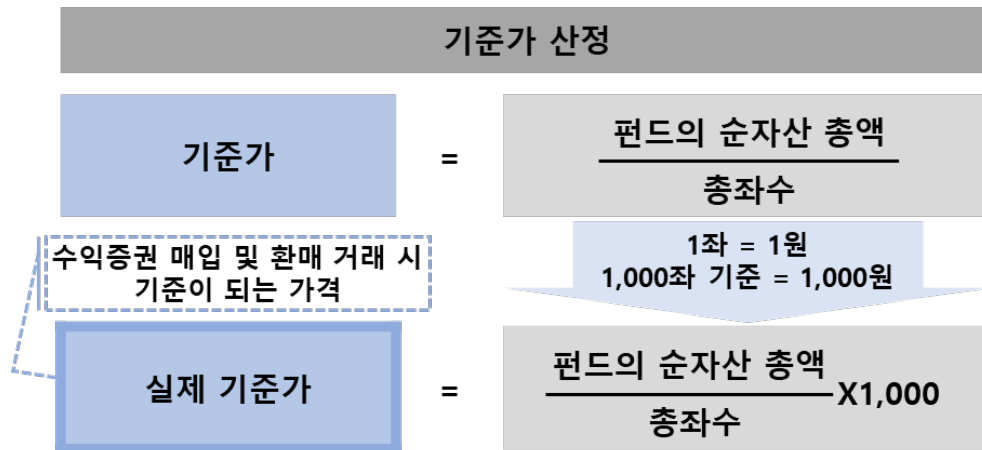 기준가 산정
기준가
=
펀드의 순자산 총액
총좌수
수익증권 매입 및 환매 거래 시
기준이 되는 가격
1좌 = 1원
1,000좌 기준 = 1,000원
실제 기준가
=
펀드의 순자산 총액
총좌수
X1,000